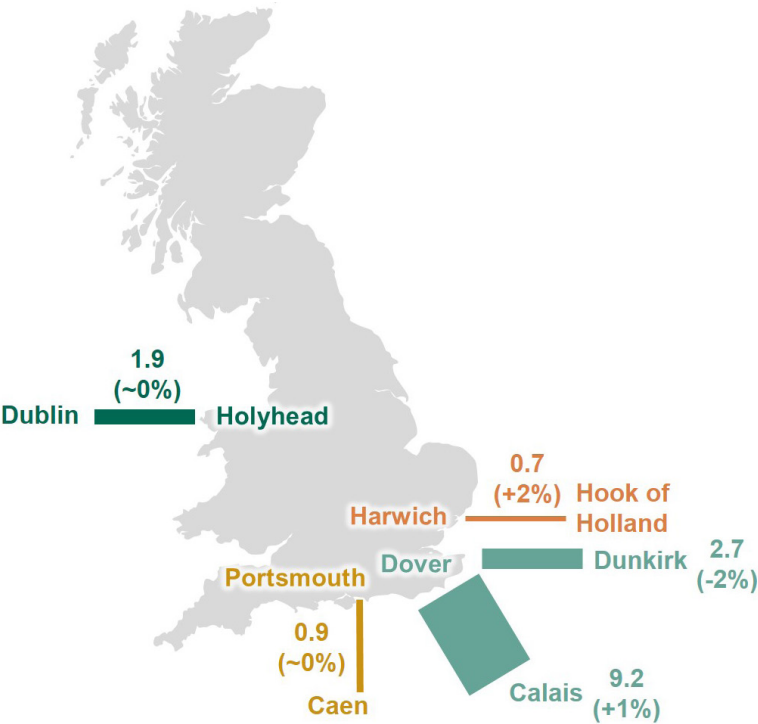 1.9
(~0%)
Dublin
Holyhead
0.7
(+2%)
Hook of
Holland
Harwich
Dover
Dunkirk
2.7
(-2%)
Portsmouth
0.9
(~0%)
Caen
Calais
9.2
(+1%)